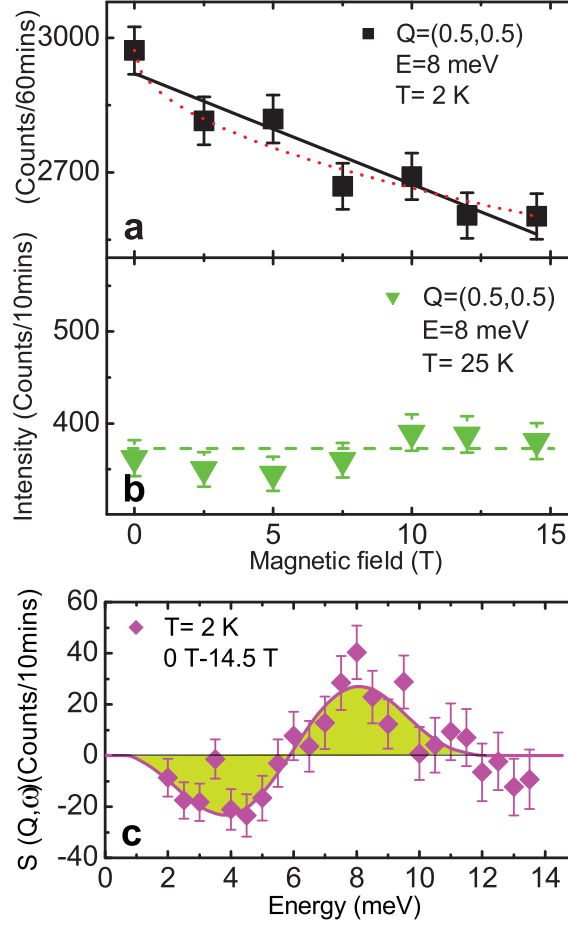 3000
2700
(Counts/60mins)
Q=(0.5,0.5)
E=8 meV
T= 2 K
a
500
400
Intensity (Counts/10mins)
Q=(0.5,0.5)
E=8 meV
T= 25 K
b
0 5 10 15
Magnetic field (T)
60
40
20
0
-20
-40
S (Q,ω)(Counts/10mins)
T= 2 K
0 T-14.5 T
c
0 2 4 6 8 10 12 14
Energy (meV)